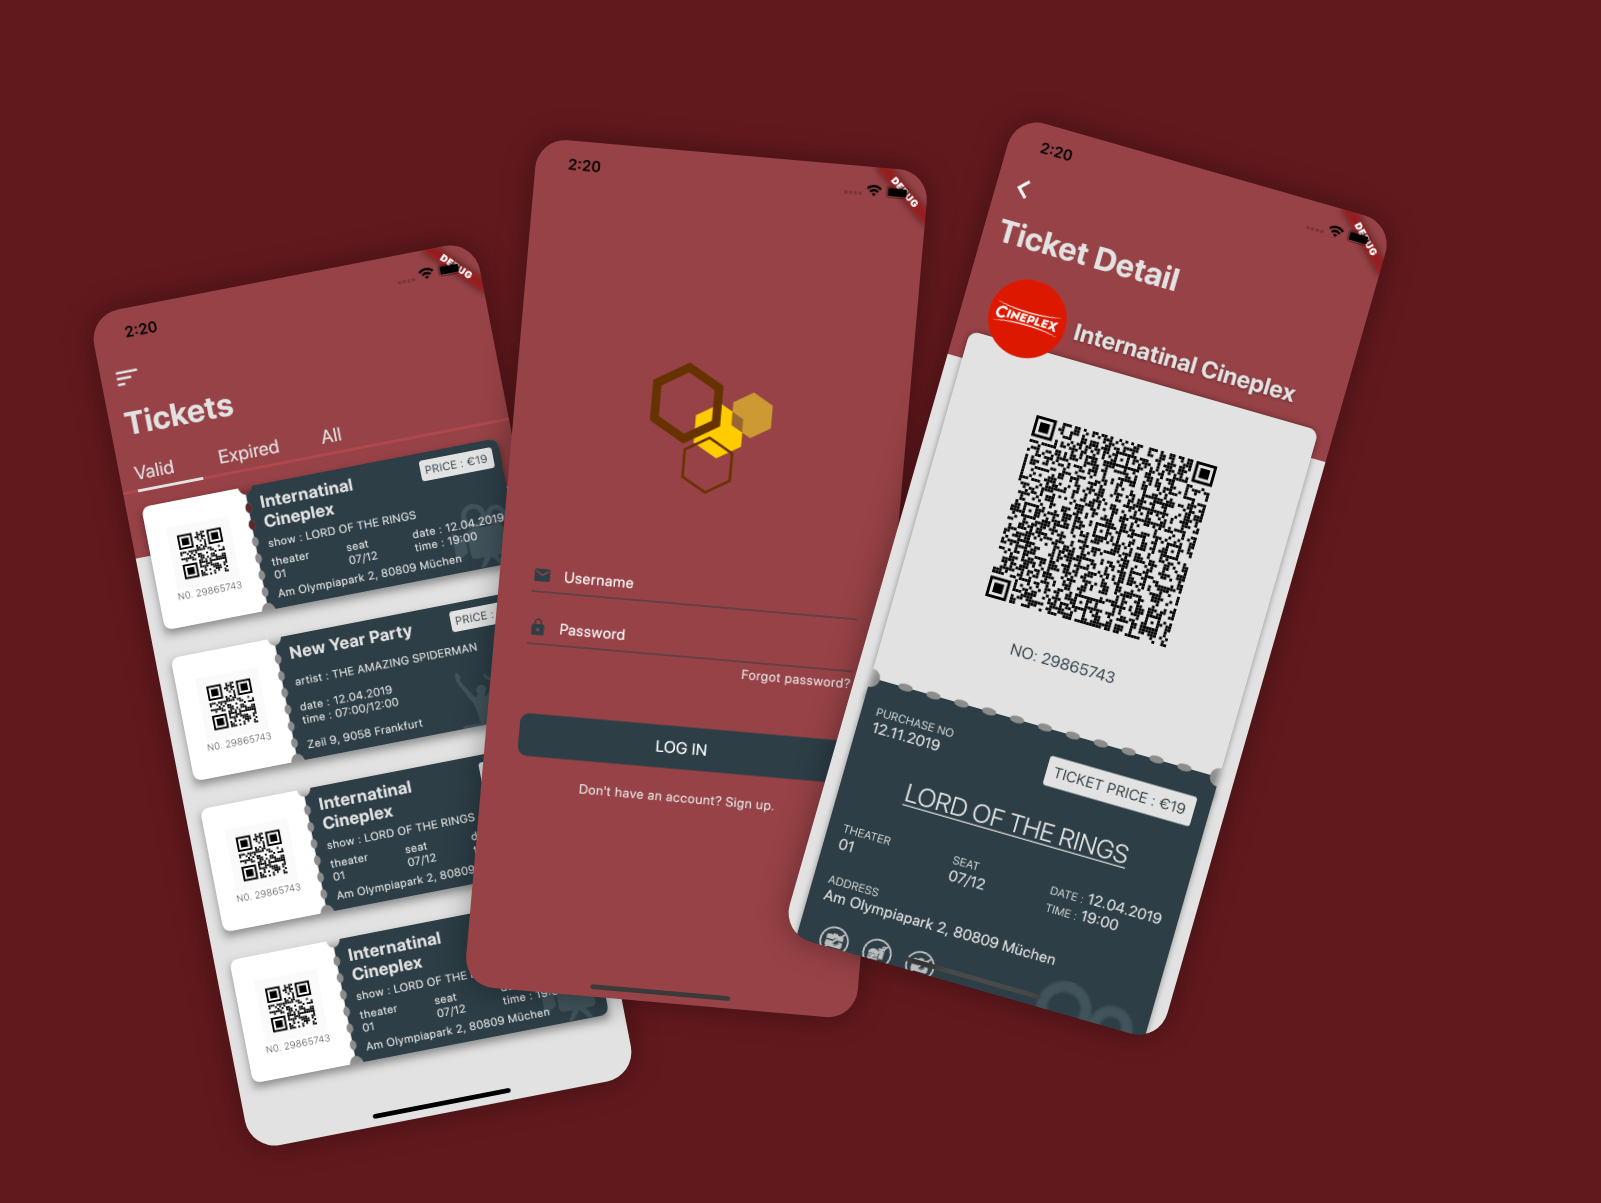 2:20
DEBUG
Tickets
Valid
Expired
All
Internatinal
Cineplex
PRICE : €19
show : LORD OF THE RINGS
theater
01
seat
07/12
date : 12.04.2019
time : 19:00
Am Olympiapark 2, 80809 Müchen
N0. 29865743
New Year Party
PRICE :
artist : THE AMAZING SPIDERMAN
date : 12.04.2019
time : 07:00/12:00
Zeil 9, 9058 Frankfurt
N0. 29865743
Internatinal
Cineplex
show : LORD OF THE RINGS
theater
01
seat
07/12
Am Olympiapark 2, 80809
N0. 29865743
Internatinal
Cineplex
show : LORD OF THE
theater
01
seat
07/12
time : 19:
Am Olympiapark 2, 80809 Müchen
N0. 29865743
2:20
DEBUG
Username
Password
Forgot password?
LOG IN
Don't have an account? Sign up.
2:20
DEBUG
Ticket Detail
CINEPLEX
Internatinal Cineplex
NO: 29865743
PURCHASE NO
12.11.2019
TICKET PRICE : €19
LORD OF THE RINGS
THEATER
01
SEAT
07/12
DATE : 12.04.2019
TIME : 19:00
ADDRESS
Am Olympiapark 2, 80809 Müchen